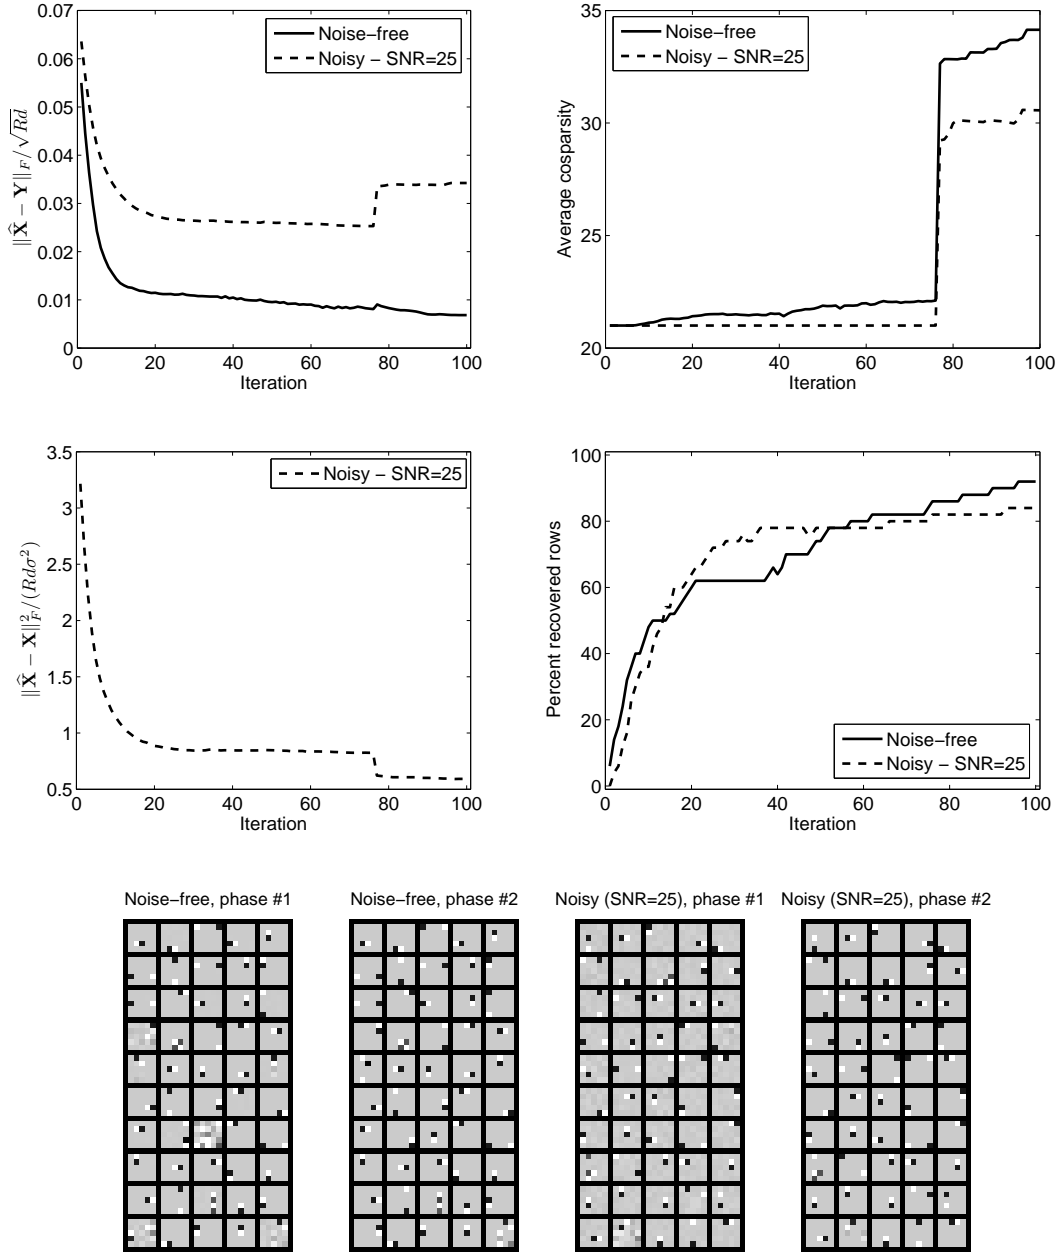 0.07
0.06
0.05
0.04
0.03
0.02
0.01
0
0 20 40 60 80 100
Iteration
‖X̂ − Y‖_F/√Rd
Noise−free
Noisy − SNR=25
35
30
25
20
0 20 40 60 80 100
Iteration
Average cosparsity
Noise−free
Noisy − SNR=25
3.5
3
2.5
2
1.5
1
0.5
0 20 40 60 80 100
Iteration
‖X̂ − X‖²_F/(Rdσ²)
Noisy − SNR=25
100
80
60
40
20
0
0 20 40 60 80 100
Iteration
Percent recovered rows
Noise−free
Noisy − SNR=25
Noise−free, phase #1
Noise−free, phase #2
Noisy (SNR=25), phase #1
Noisy (SNR=25), phase #2